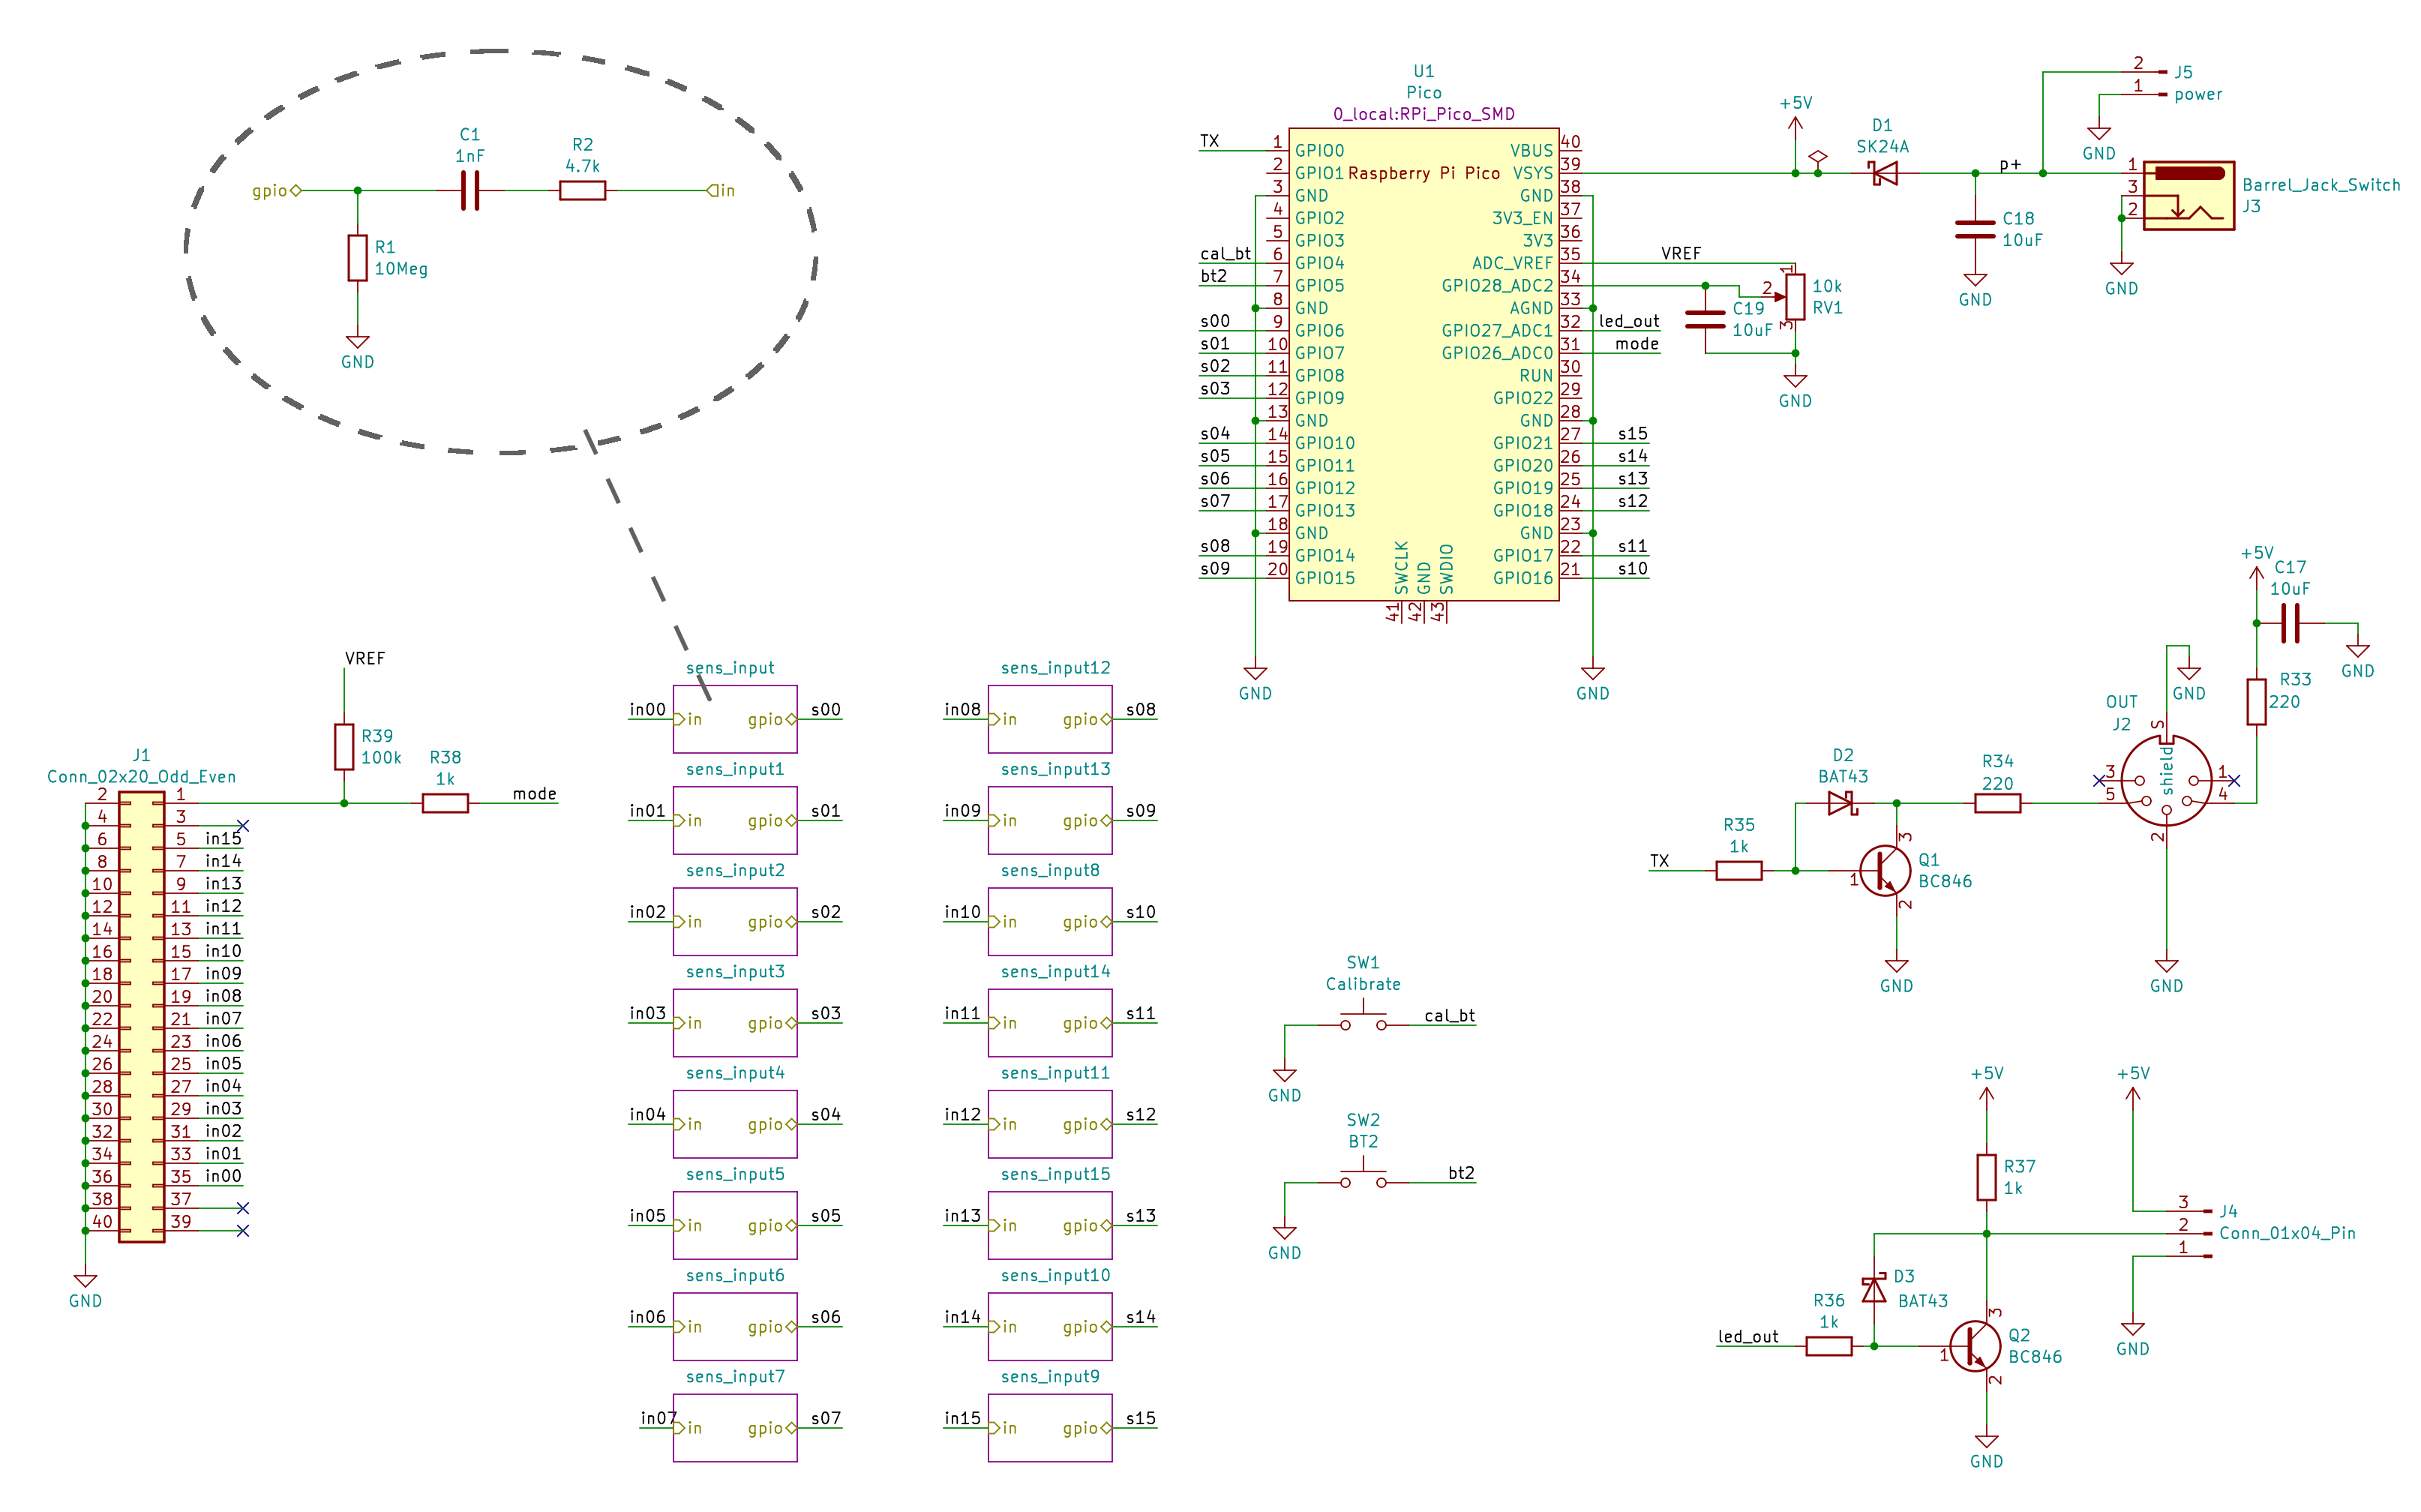 C1
1nF
R2
4.7k
gpio
in
R1
10Meg
GND
U1
Pico
0_local:RPi_Pico_SMD
Raspberry Pi Pico
TX 1 GPIO0
2 GPIO1
3 GND
4 GPIO2
5 GPIO3
cal_bt 6 GPIO4
bt2 7 GPIO5
8 GND
s00 9 GPIO6
s01 10 GPIO7
s02 11 GPIO8
s03 12 GPIO9
13 GND
s04 14 GPIO10
s05 15 GPIO11
s06 16 GPIO12
s07 17 GPIO13
18 GND
s08 19 GPIO14
s09 20 GPIO15
VBUS 40
VSYS 39
GND 38
3V3_EN 37
3V3 36
ADC_VREF 35 VREF
GPIO28_ADC2 34
AGND 33
GPIO27_ADC1 32 led_out
GPIO26_ADC0 31 mode
RUN 30
GPIO22 29
GND 28
GPIO21 27 s15
GPIO20 26 s14
GPIO19 25 s13
GPIO18 24 s12
GND 23
GPIO17 22 s11
GPIO16 21 s10
SWCLK 41
GND 42
SWDIO 43
GND
GND
+5V
D1
SK24A
p+
C18
10uF
GND
2 J5
1 power
GND
1
3
2
Barrel_Jack_Switch
J3
GND
1
2
3
10k
RV1
C19
10uF
GND
VREF
R39
100k
R38
1k
mode
J1
Conn_02x20_Odd_Even
2 1
4 3
6 5 in15
8 7 in14
10 9 in13
12 11 in12
14 13 in11
16 15 in10
18 17 in09
20 19 in08
22 21 in07
24 23 in06
26 25 in05
28 27 in04
30 29 in03
32 31 in02
34 33 in01
36 35 in00
38 37
40 39
GND
sens_input
in00 in gpio s00
sens_input1
in01 in gpio s01
sens_input2
in02 in gpio s02
sens_input3
in03 in gpio s03
sens_input4
in04 in gpio s04
sens_input5
in05 in gpio s05
sens_input6
in06 in gpio s06
sens_input7
in07 in gpio s07
sens_input12
in08 in gpio s08
sens_input13
in09 in gpio s09
sens_input8
in10 in gpio s10
sens_input14
in11 in gpio s11
sens_input11
in12 in gpio s12
sens_input15
in13 in gpio s13
sens_input10
in14 in gpio s14
sens_input9
in15 in gpio s15
SW1
Calibrate
cal_bt
GND
SW2
BT2
bt2
GND
+5V
C17
10uF
GND
R33
220
GND
OUT
J2
S
shield
3 1
5 4
2
GND
D2
BAT43
R34
220
R35
1k
TX
1
3
2
Q1
BC846
GND
+5V
R37
1k
+5V
3 J4
2 Conn_01x04_Pin
1
GND
D3
BAT43
R36
1k
led_out
1
3
2
Q2
BC846
GND